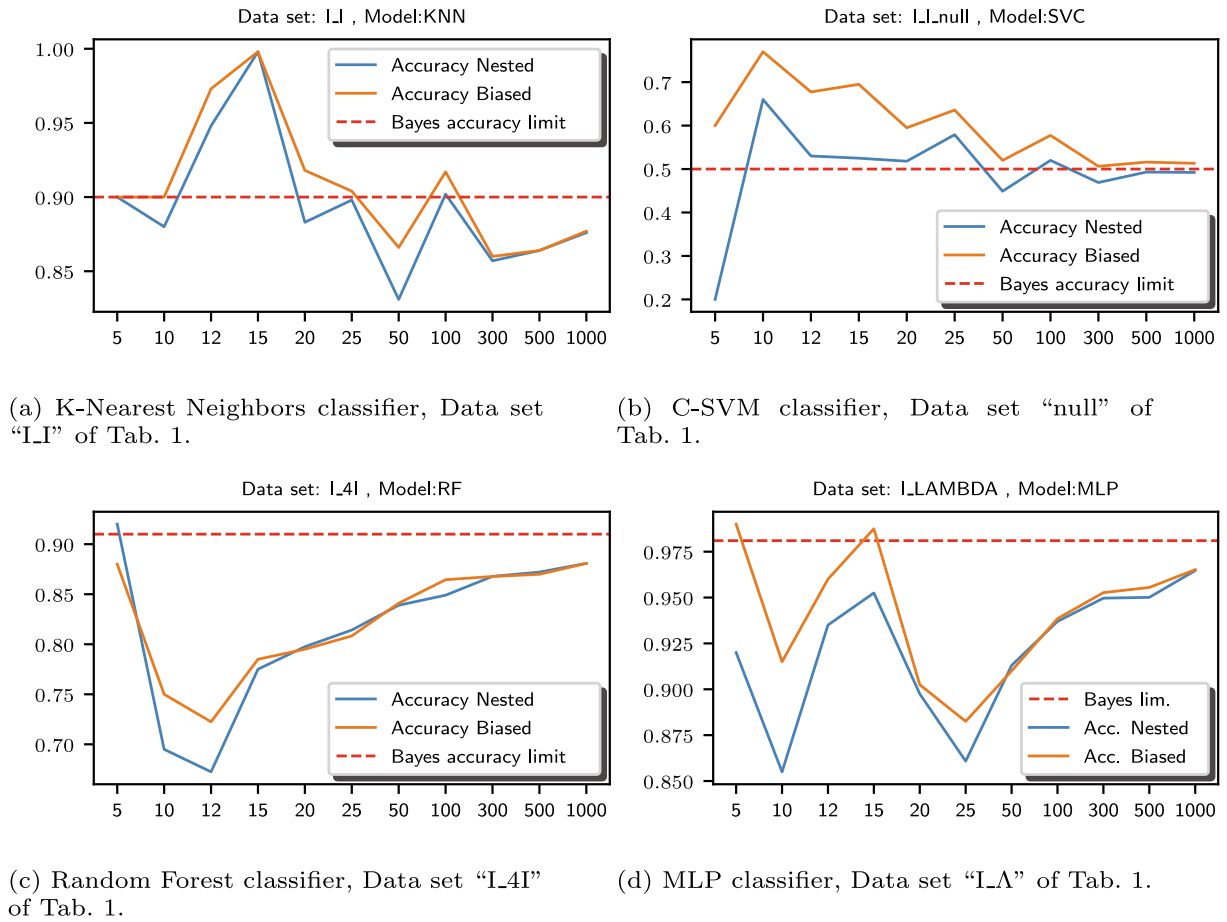 Data set: I_I , Model:KNN
1.00
0.95
0.90
0.85
Accuracy Nested
Accuracy Biased
Bayes accuracy limit
5 10 12 15 20 25 50 100 300 500 1000
(a) K-Nearest Neighbors classifier, Data set
“I_I” of Tab. 1.
Data set: I_I_null , Model:SVC
0.7
0.6
0.5
0.4
0.3
0.2
Accuracy Nested
Accuracy Biased
Bayes accuracy limit
5 10 12 15 20 25 50 100 300 500 1000
(b) C-SVM classifier, Data set “null” of
Tab. 1.
Data set: I_4I , Model:RF
0.90
0.85
0.80
0.75
0.70
Accuracy Nested
Accuracy Biased
Bayes accuracy limit
5 10 12 15 20 25 50 100 300 500 1000
(c) Random Forest classifier, Data set “I_4I”
of Tab. 1.
Data set: I_LAMBDA , Model:MLP
0.975
0.950
0.925
0.900
0.875
0.850
Bayes lim.
Acc. Nested
Acc. Biased
5 10 12 15 20 25 50 100 300 500 1000
(d) MLP classifier, Data set “I_Λ” of Tab. 1.